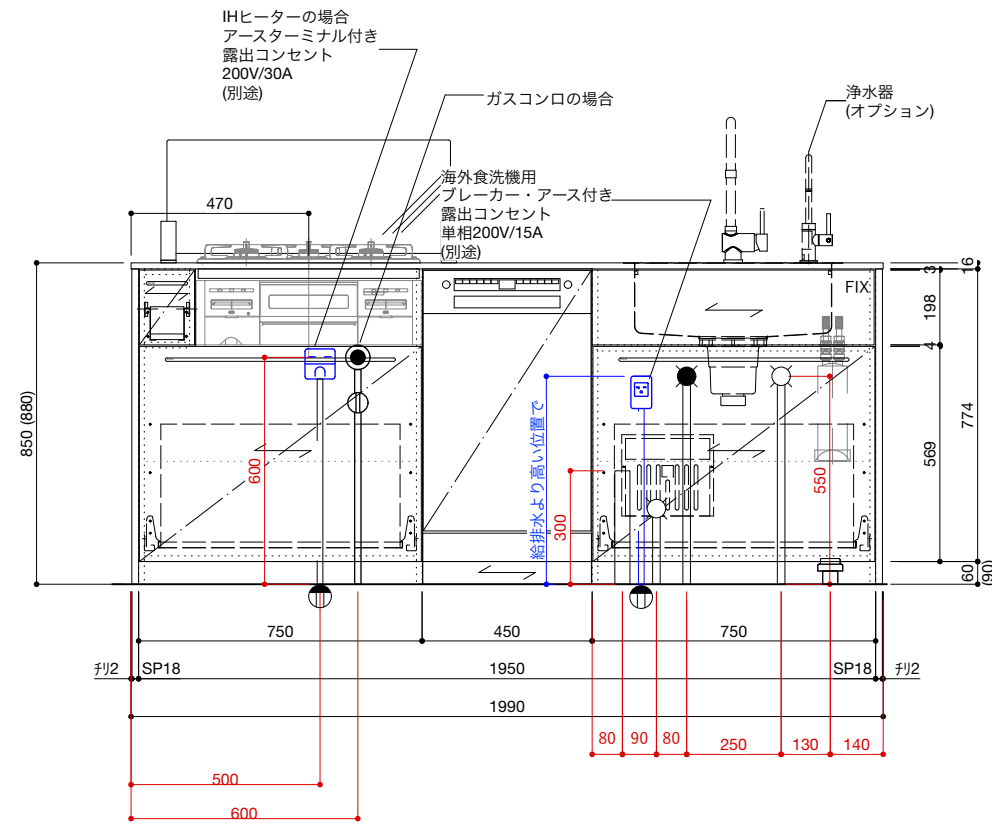 IHヒーターの場合
アースターミナル付き
露出コンセント
200V/30A
(別途)
ガスコンロの場合
浄水器
(オプション)
海外食洗機用
ブレーカー・アース付き
露出コンセント
単相200V/15A
(別途)
470
FIX
3
16
198
4
850 (880)
774
569
600
給排水より高い位置で
300
550
60
(90)
750
450
750
チリ2
SP18
1950
SP18
チリ2
1990
80
90
80
250
130
140
500
600